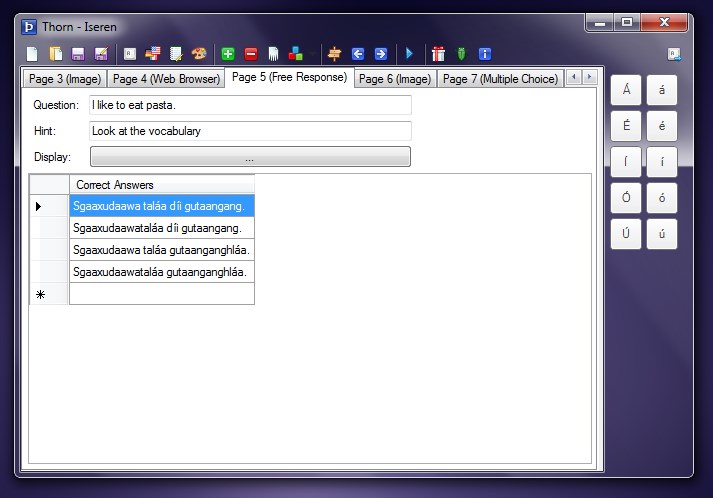 Thorn - Iseren
Page 3 (Image) Page 4 (Web Browser) Page 5 (Free Response) Page 6 (Image) Page 7 (Multiple Choice)
Question: I like to eat pasta.
Hint: Look at the vocabulary
Display: ...
Correct Answers
Sgaaxudaawa taláa díi gutaangang.
Sgaaxudaawataláa díi gutaangang.
Sgaaxudaawa taláa gutaanganghláa.
Sgaaxudaawataláa gutaanganghláa.
Á á
É é
Í í
Ó ó
Ú ú